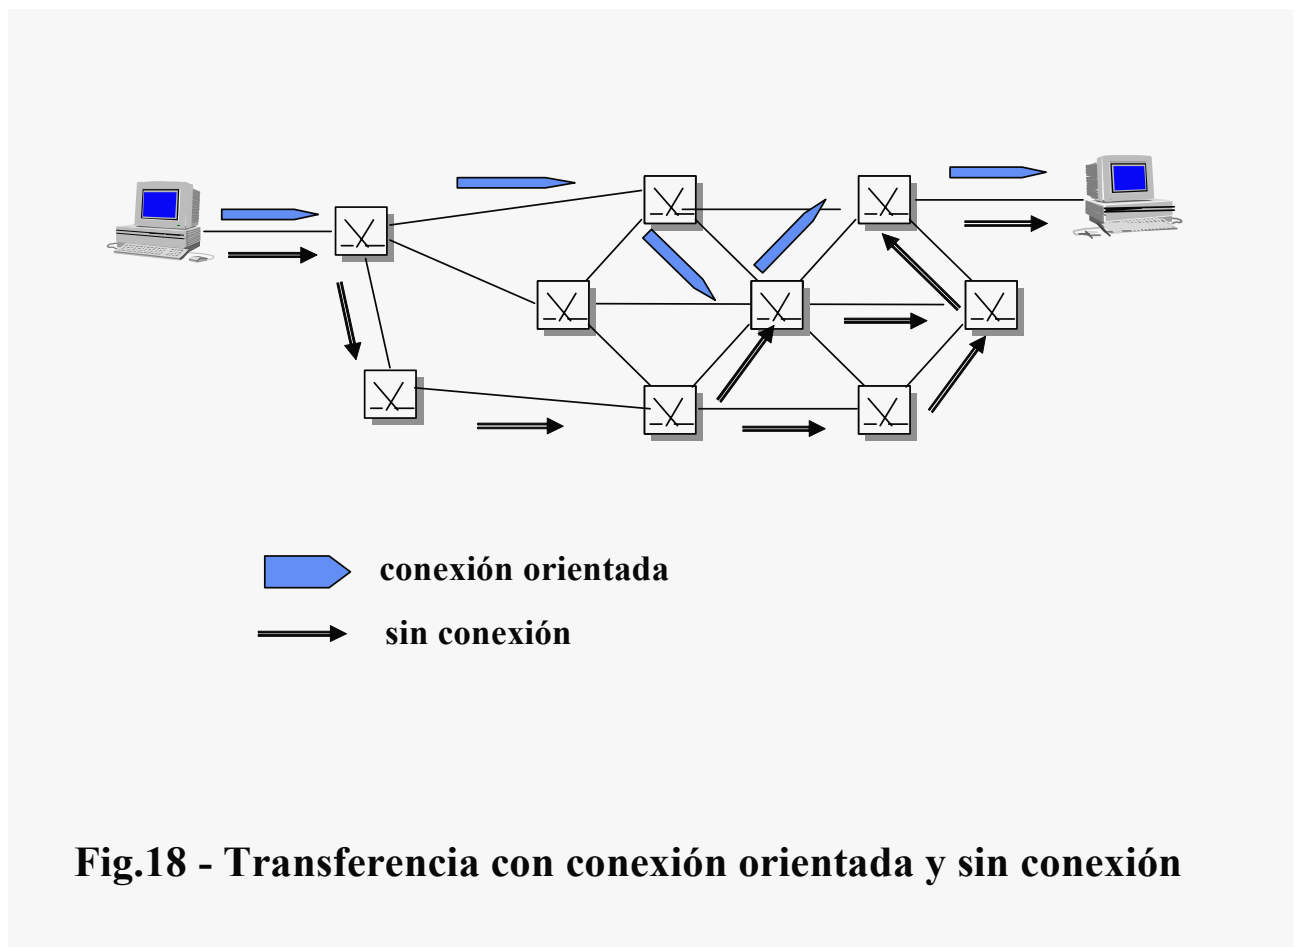 conexión orientada
sin conexión
Fig.18 - Transferencia con conexión orientada y sin conexión